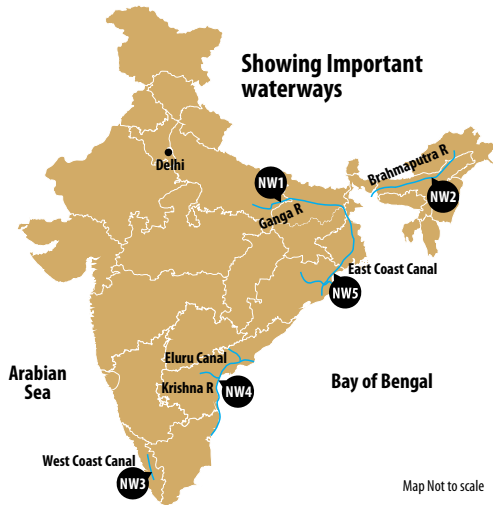 Showing Important
waterways
Delhi
Brahmaputra R
NW1
NW2
Ganga R
East Coast Canal
NW5
Eluru Canal
Arabian
Sea
Bay of Bengal
Krishna R
NW4
West Coast Canal
NW3
Map Not to scale